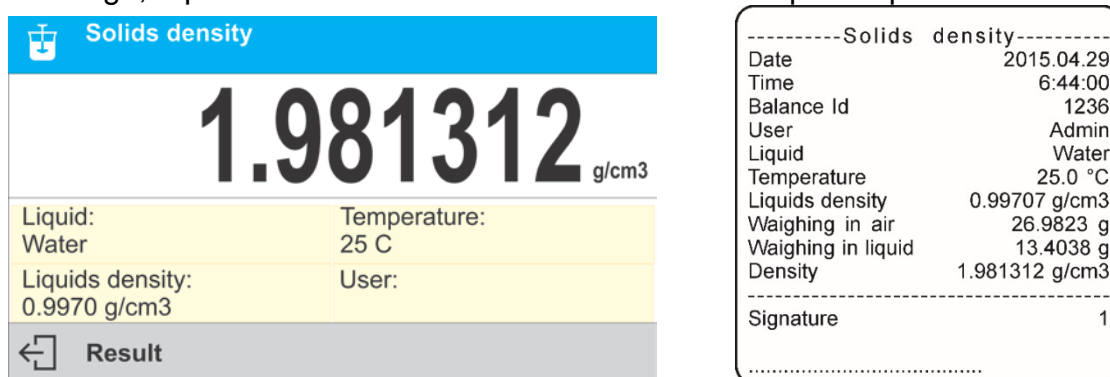 Solids density
1.981312 g/cm3
Liquid:
Water
Temperature:
25 C
Liquids density:
0.9970 g/cm3
User:
Result
----------Solids density----------
Date 2015.04.29
Time 6:44:00
Balance Id 1236
User Admin
Liquid Water
Temperature 25.0 °C
Liquids density 0.99707 g/cm3
Waighing in air 26.9823 g
Waighing in liquid 13.4038 g
Density 1.981312 g/cm3
------------------------------------
Signature 1
........................................